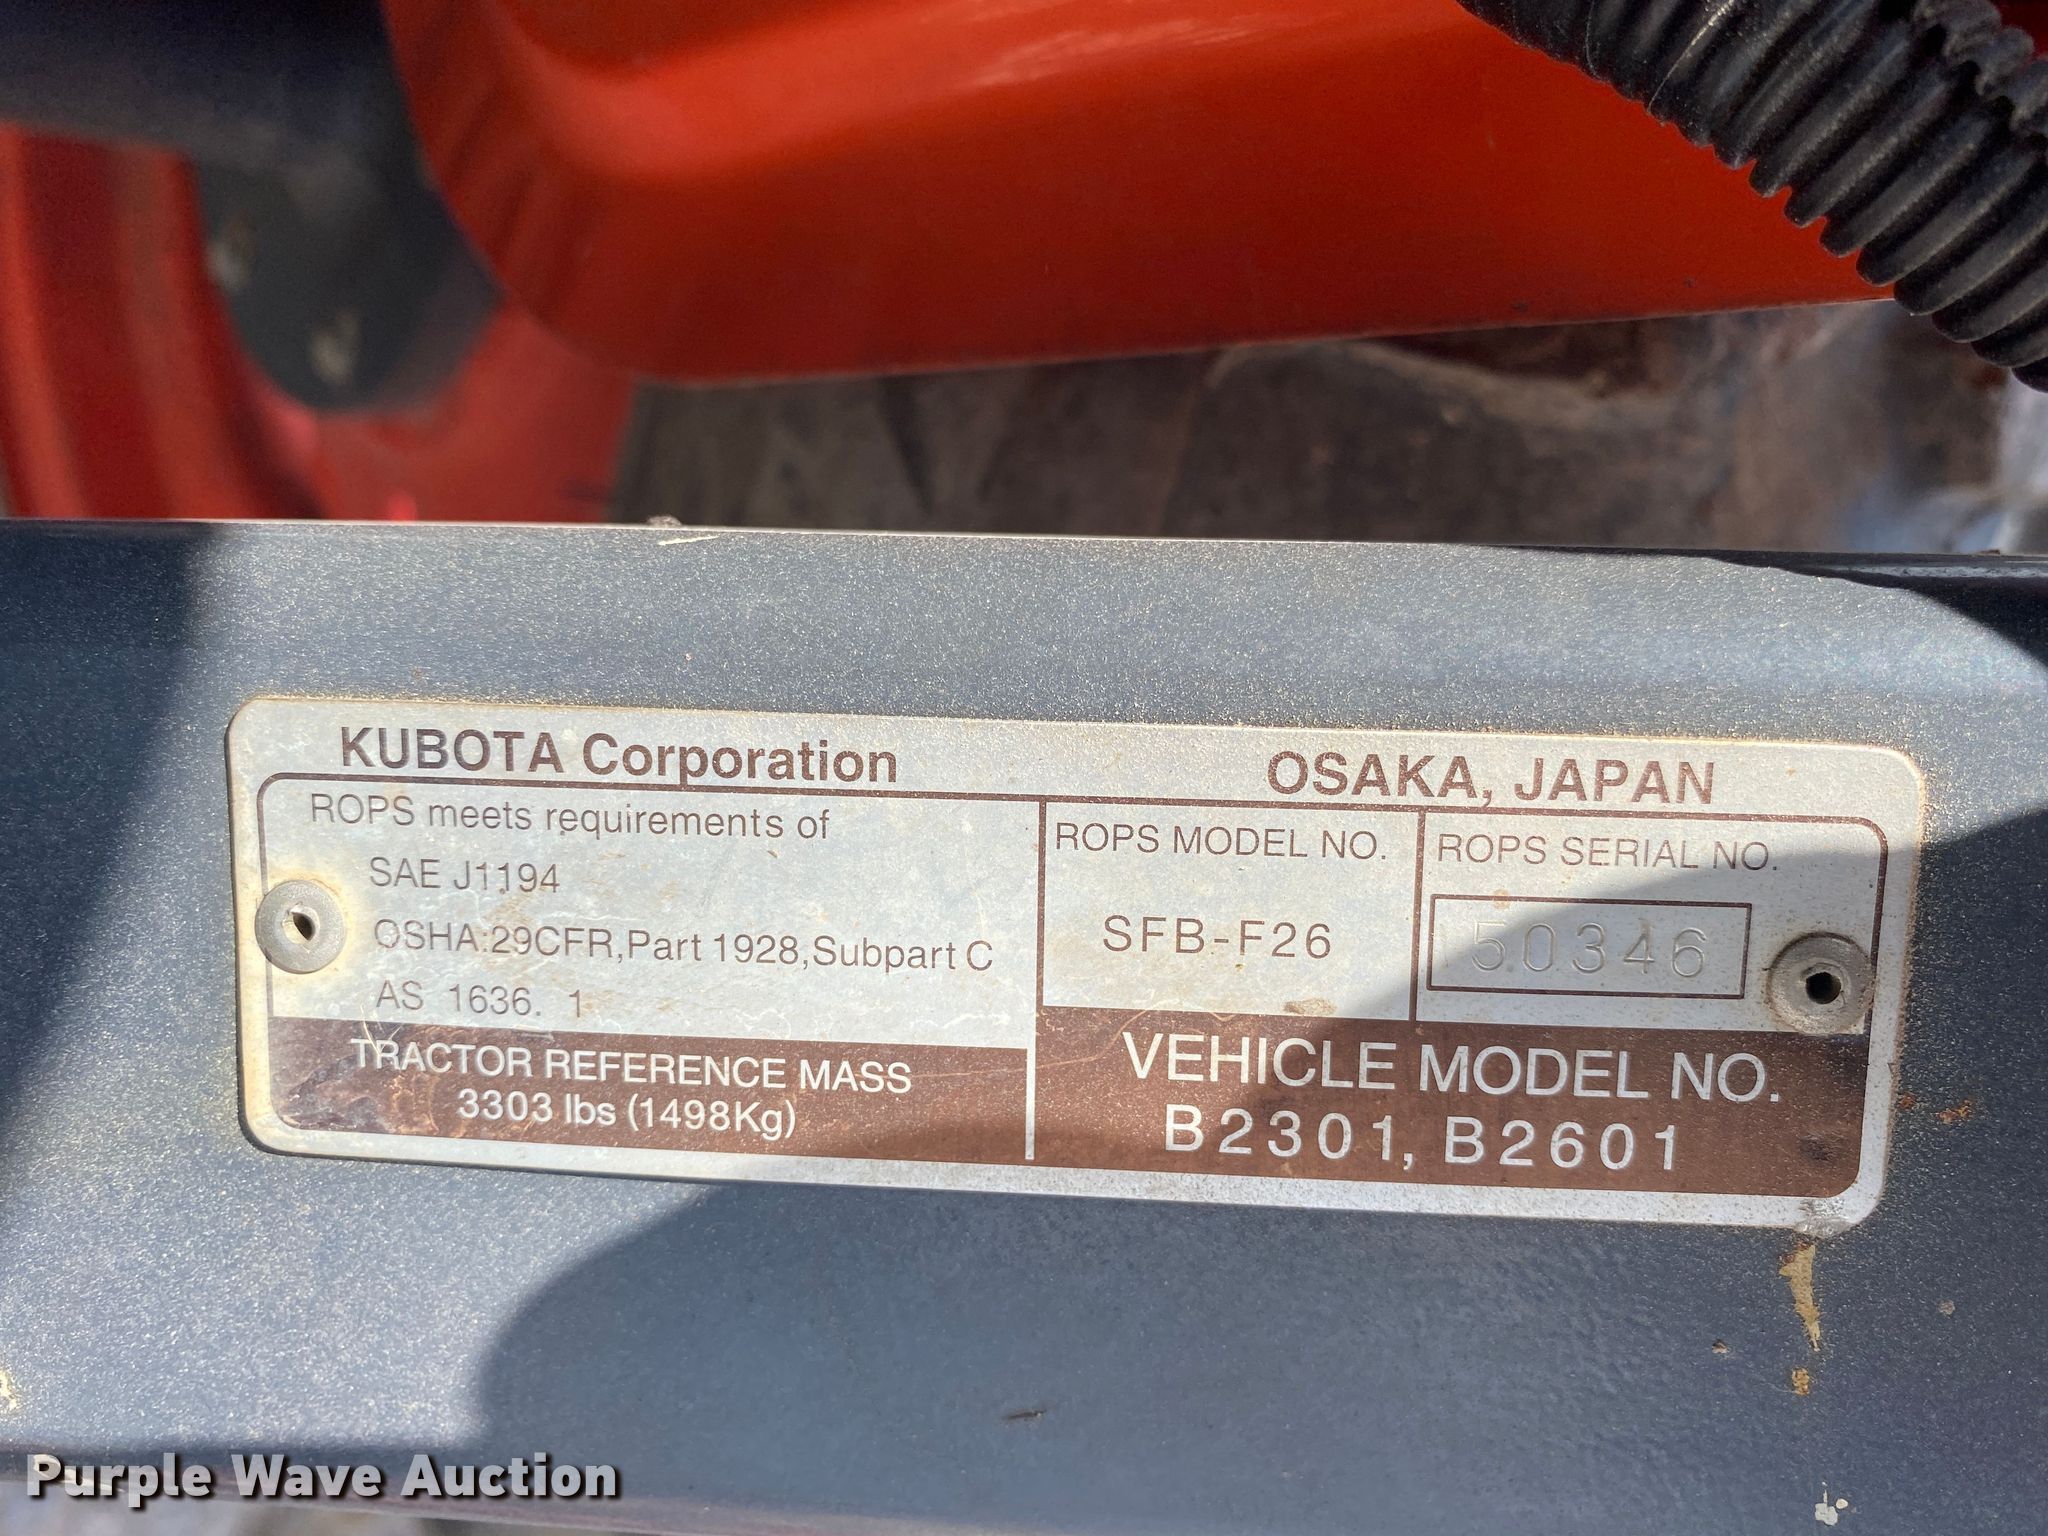 KUBOTA Corporation OSAKA, JAPAN
ROPS meets requirements of
SAE J1194
OSHA:29CFR,Part 1928,Subpart C
AS 1636. 1
TRACTOR REFERENCE MASS
3303 lbs (1498Kg)
ROPS MODEL NO.
SFB-F26
ROPS SERIAL NO.
50346
VEHICLE MODEL NO.
B2301, B2601
Purple Wave Auction